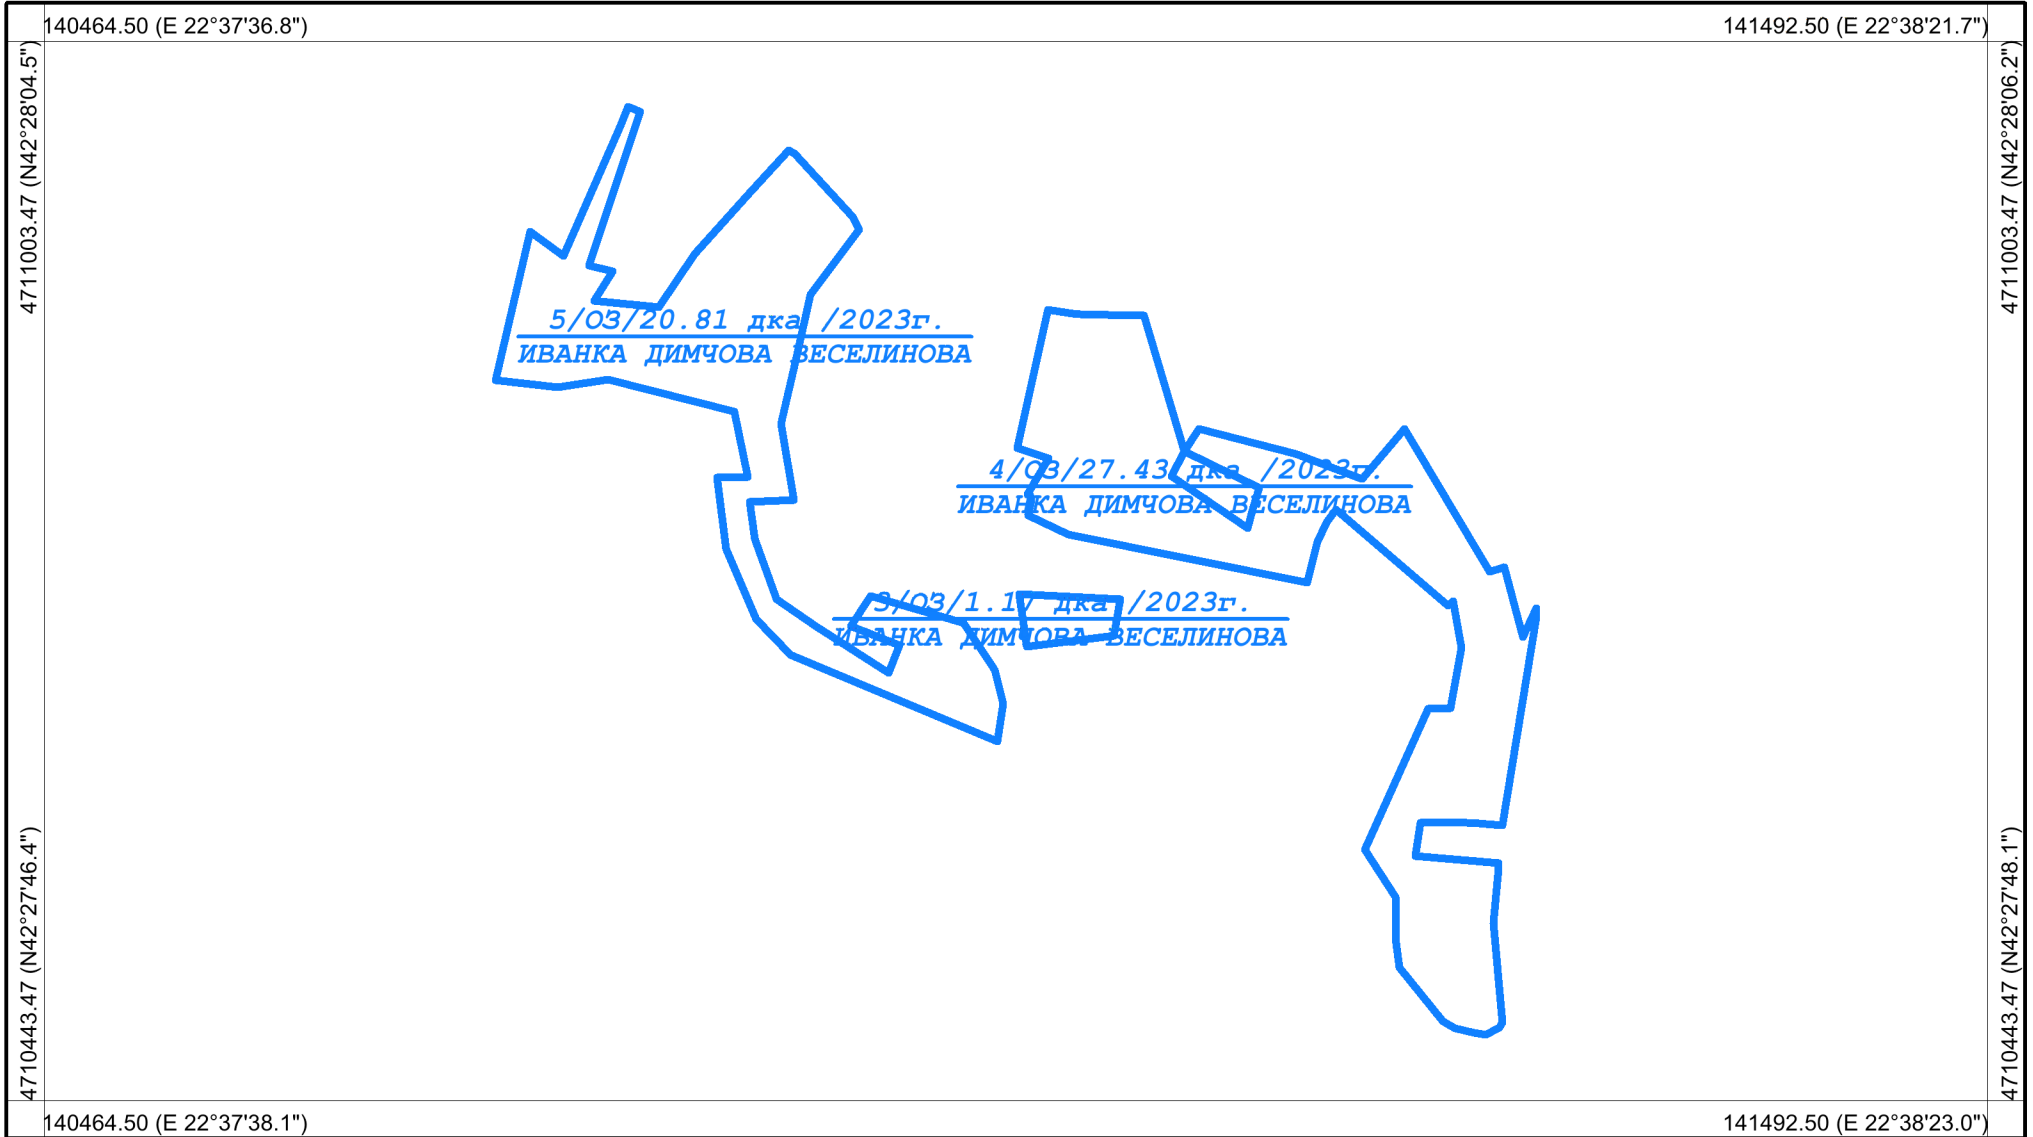 140464.50 (E 22°37'36.8")
141492.50 (E 22°38'21.7")
4711003.47 (N42°28'04.5")
4711003.47 (N42°28'06.2")
5/ОЗ/20.81 дка /2023г.
ИВАНКА ДИМЧОВА ВЕСЕЛИНОВА
4/ОЗ/27.43 дка /2023г.
ИВАНКА ДИМЧОВА ВЕСЕЛИНОВА
3/ОЗ/1.17 дка /2023г.
ИВАНКА ДИМЧОВА ВЕСЕЛИНОВА
4710443.47 (N42°27'46.4")
4710443.47 (N42°27'48.1")
140464.50 (E 22°37'38.1")
141492.50 (E 22°38'23.0")